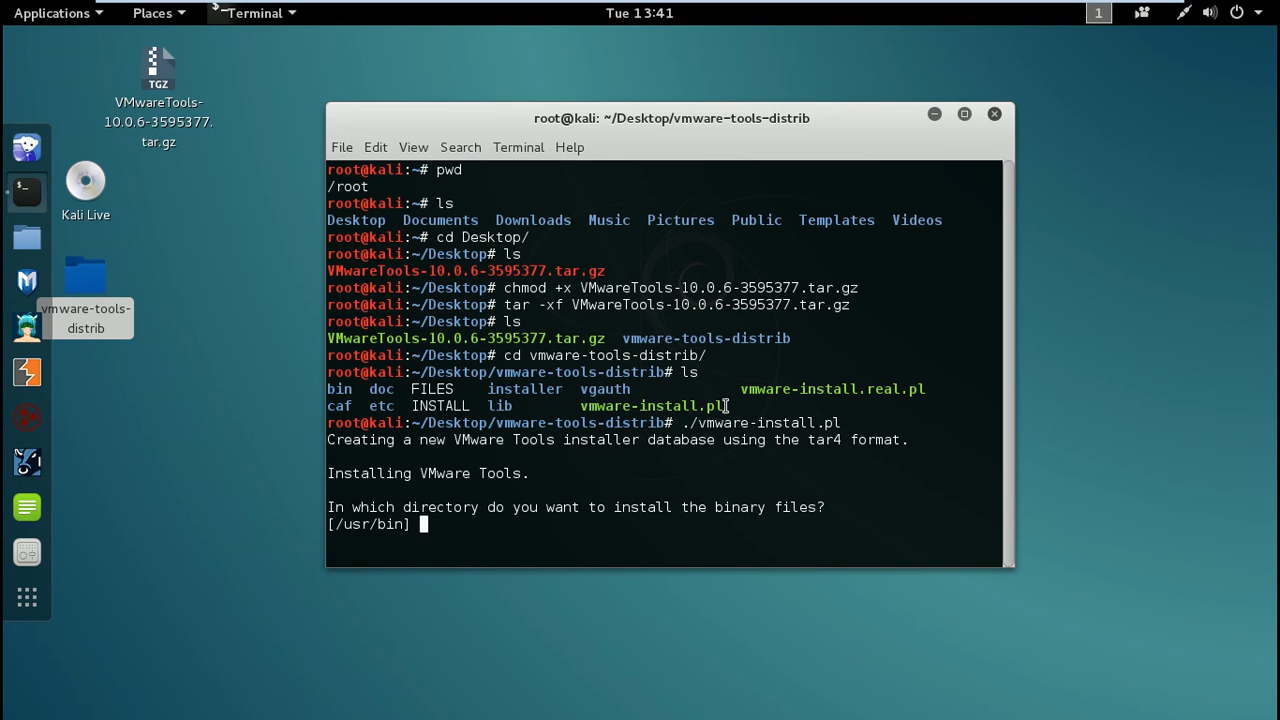 Applications Places Terminal Tue 13:41 1
TGZ
VMwareTools-
10.0.6-3595377.
tar.gz
Kali Live
vmware-tools-
distrib
root@kali: ~/Desktop/vmware-tools-distrib
File Edit View Search Terminal Help
root@kali:~# pwd
/root
root@kali:~# ls
Desktop Documents Downloads Music Pictures Public Templates Videos
root@kali:~# cd Desktop/
root@kali:~/Desktop# ls
VMwareTools-10.0.6-3595377.tar.gz
root@kali:~/Desktop# chmod +x VMwareTools-10.0.6-3595377.tar.gz
root@kali:~/Desktop# tar -xf VMwareTools-10.0.6-3595377.tar.gz
root@kali:~/Desktop# ls
VMwareTools-10.0.6-3595377.tar.gz vmware-tools-distrib
root@kali:~/Desktop# cd vmware-tools-distrib/
root@kali:~/Desktop/vmware-tools-distrib# ls
bin doc FILES installer vgauth vmware-install.real.pl
caf etc INSTALL lib vmware-install.pl
root@kali:~/Desktop/vmware-tools-distrib# ./vmware-install.pl
Creating a new VMware Tools installer database using the tar4 format.
Installing VMware Tools.
In which directory do you want to install the binary files?
[/usr/bin]